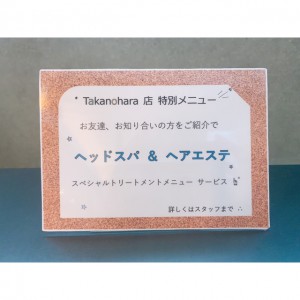 Takanohara 店 特別メニュー
お友達、お知り合いの方をご紹介で
ヘッドスパ & ヘアエステ
スペシャルトリートメントメニュー サービス
詳しくはスタッフまで